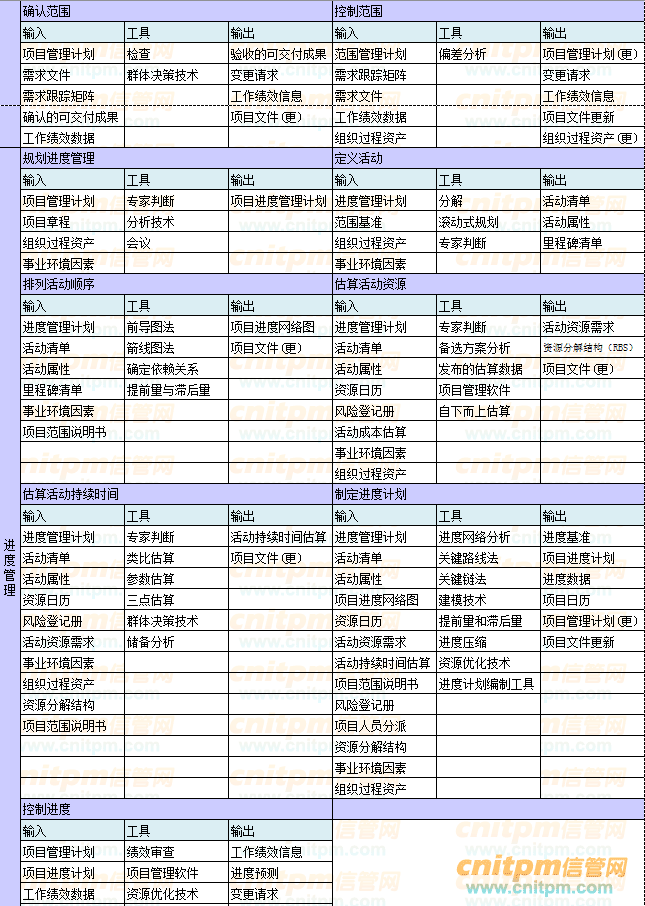 确认范围 控制范围
输入 工具 输出 输入 工具 输出
项目管理计划 检查 验收的可交付成果 范围管理计划 偏差分析 项目管理计划(更)
需求文件 群体决策技术 变更请求 需求跟踪矩阵 变更请求
需求跟踪矩阵 工作绩效信息 需求文件 工作绩效信息
确认的可交付成果 项目文件(更) 工作绩效数据 项目文件更新
工作绩效数据 组织过程资产 组织过程资产(更)
规划进度管理 定义活动
输入 工具 输出 输入 工具 输出
项目管理计划 专家判断 项目进度管理计划 进度管理计划 分解 活动清单
项目章程 分析技术 范围基准 滚动式规划 活动属性
组织过程资产 会议 组织过程资产 专家判断 里程碑清单
事业环境因素 事业环境因素
排列活动顺序 估算活动资源
输入 工具 输出 输入 工具 输出
进度管理计划 前导图法 项目进度网络图 进度管理计划 专家判断 活动资源需求
活动清单 箭线图法 项目文件(更) 活动清单 备选方案分析 资源分解结构(RBS)
活动属性 确定依赖关系 活动属性 发布的估算数据 项目文件(更)
里程碑清单 提前量与滞后量 资源日历 项目管理软件
事业环境因素 风险登记册 自下而上估算
项目范围说明书 活动成本估算
事业环境因素
组织过程资产
估算活动持续时间 制定进度计划
输入 工具 输出 输入 工具 输出
进度管理计划 专家判断 活动持续时间估算 进度管理计划 进度网络分析 进度基准
活动清单 类比估算 项目文件(更) 活动清单 关键路线法 项目进度计划
活动属性 参数估算 活动属性 关键链法 进度数据
资源日历 三点估算 项目进度网络图 建模技术 项目日历
风险登记册 群体决策技术 资源日历 提前量和滞后量 项目管理计划(更)
活动资源需求 储备分析 活动资源需求 进度压缩 项目文件更新
事业环境因素 活动持续时间估算 资源优化技术
组织过程资产 项目范围说明书 进度计划编制工具
资源分解结构 风险登记册
项目范围说明书 项目人员分派
资源分解结构
事业环境因素
组织过程资产
进度管理
控制进度
输入 工具 输出
项目管理计划 绩效审查 工作绩效信息
项目进度计划 项目管理软件 进度预测
工作绩效数据 资源优化技术 变更请求
cnitpm信管网
www.cnitpm.com